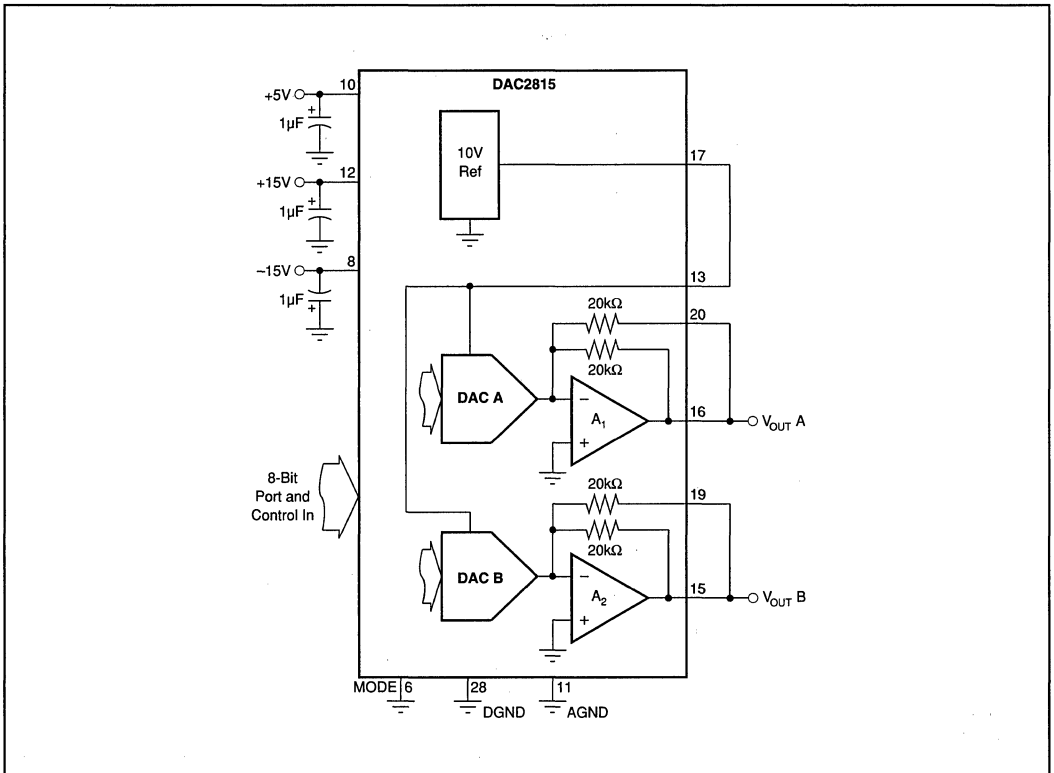 DAC2815
10
+5V
+
1µF
10V
Ref
17
12
+15V
+
1µF
8
~15V
1µF
+
13
20kΩ
20
20kΩ
DAC A
−
A1
+
16
VOUT A
8-Bit
Port and
Control In
20kΩ
19
20kΩ
DAC B
−
A2
+
15
VOUT B
MODE 6
28
DGND
11
AGND